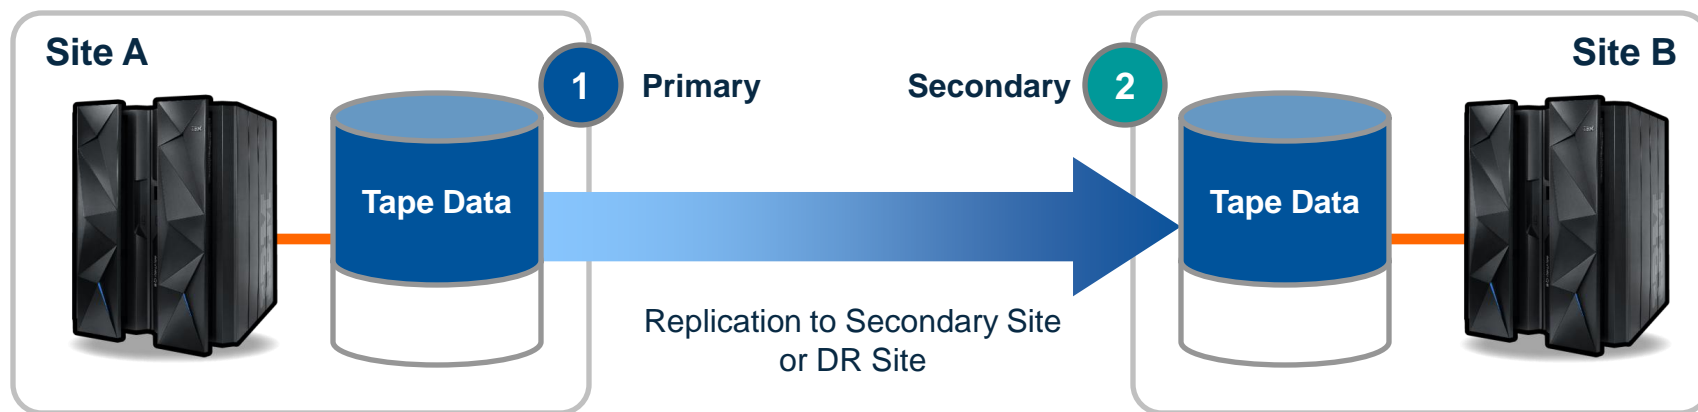 Site A
1
Primary
Secondary
2
Site B
Tape Data
Tape Data
Replication to Secondary Site
or DR Site